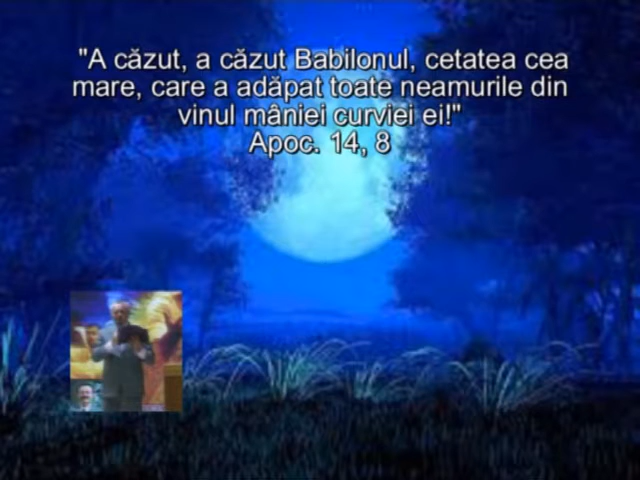 "A căzut, a căzut Babilonul, cetatea cea
mare, care a adăpat toate neamurile din
vinul mâniei curviei ei!"
Apoc. 14, 8